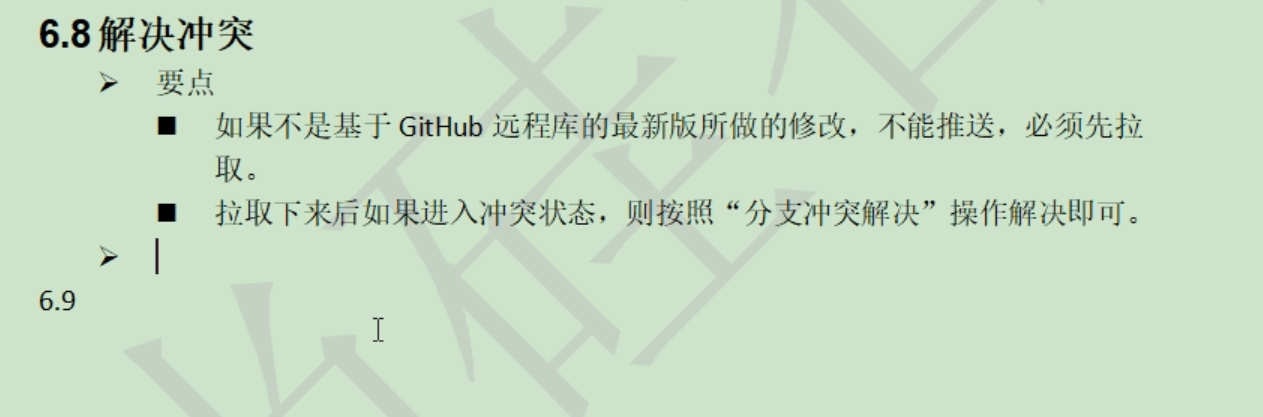 6.8 解决冲突
➢ 要点
■ 如果不是基于 GitHub 远程库的最新版所做的修改，不能推送，必须先拉
取。
■ 拉取下来后如果进入冲突状态，则按照“分支冲突解决”操作解决即可。
➢
6.9